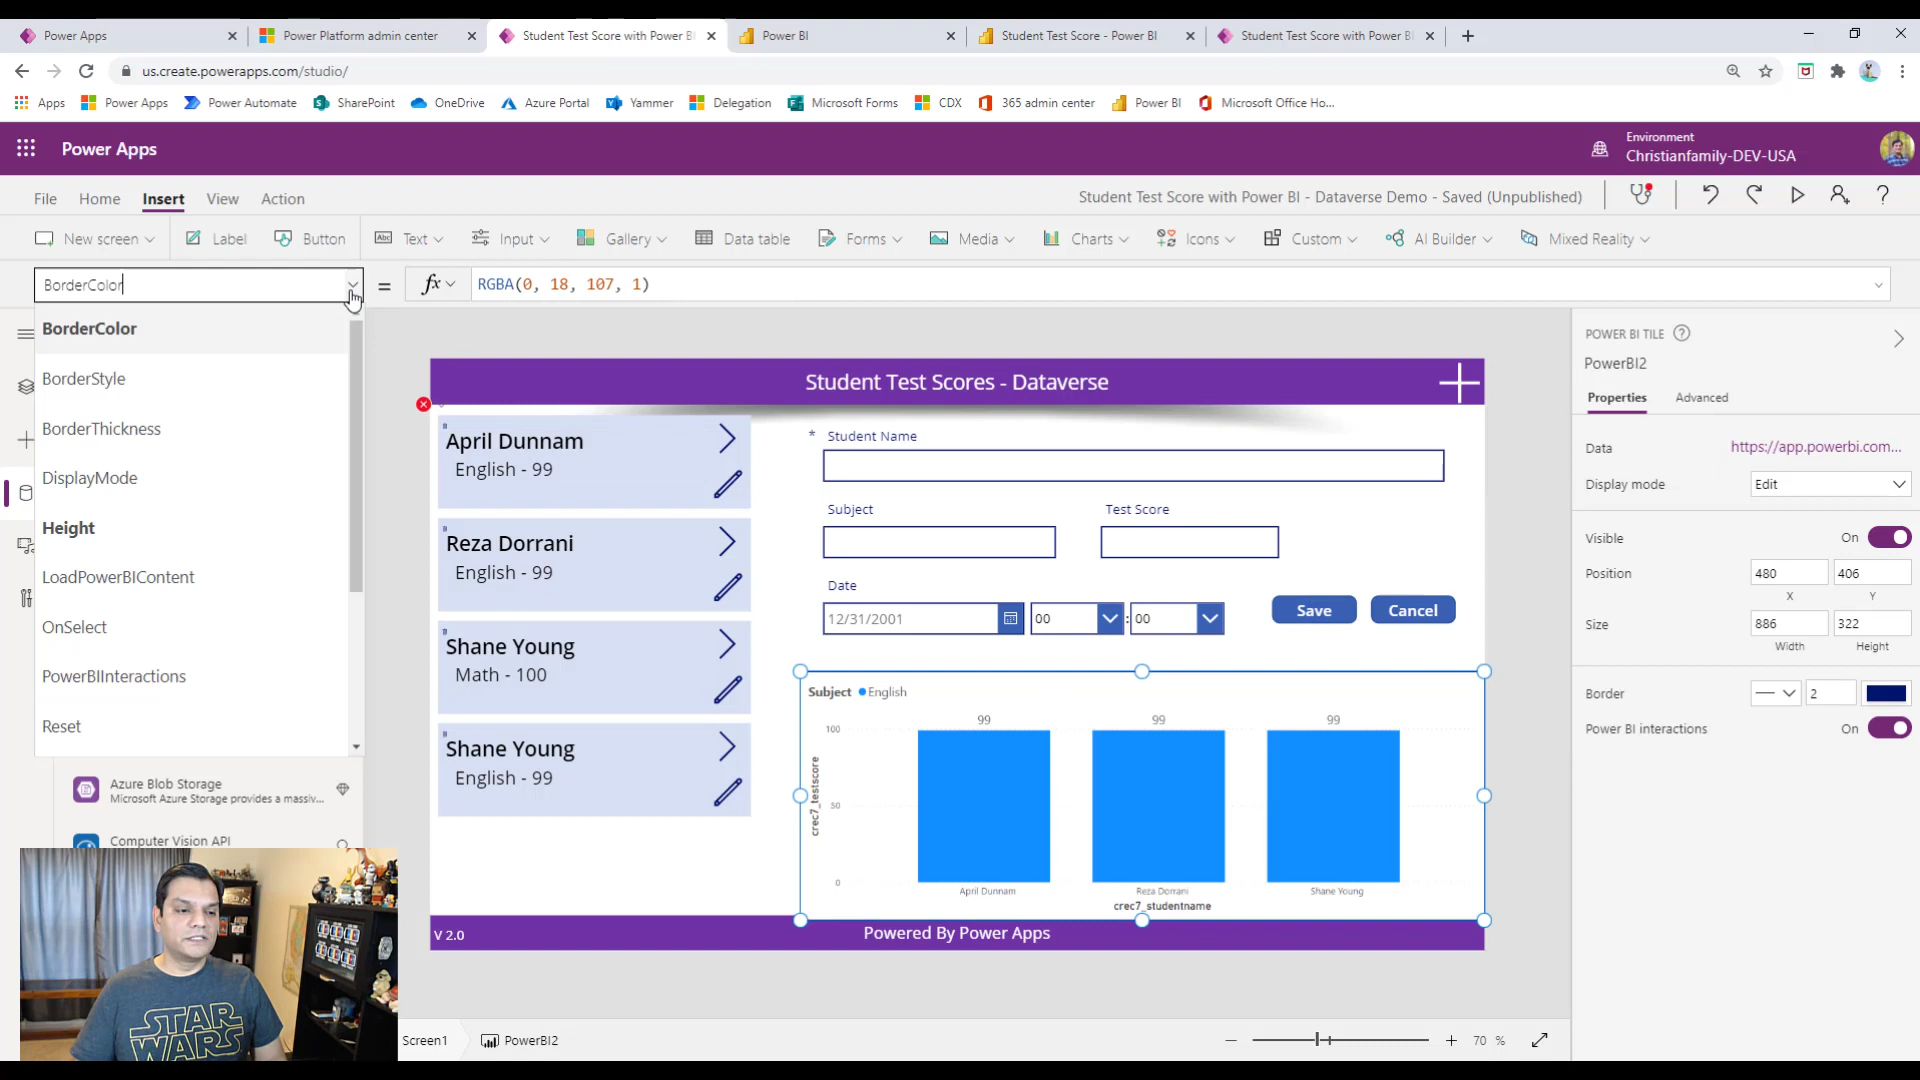 Power Apps
Power Platform admin center
Student Test Score with Power B
Power BI
Student Test Score - Power BI
Student Test Score with Power B
us.create.powerapps.com/studio/
Apps
Power Apps
Power Automate
SharePoint
OneDrive
Azure Portal
Yammer
Delegation
Microsoft Forms
CDX
365 admin center
Power BI
Microsoft Office Ho...
Power Apps
Environment
Christianfamily-DEV-USA
File
Home
Insert
View
Action
Student Test Score with Power BI - Dataverse Demo - Saved (Unpublished)
New screen
Label
Button
Text
Input
Gallery
Data table
Forms
Media
Charts
Icons
Custom
AI Builder
Mixed Reality
BorderColor
=
fx
RGBA(0, 18, 107, 1)
BorderColor
BorderStyle
BorderThickness
DisplayMode
Height
LoadPowerBIContent
OnSelect
PowerBIInteractions
Reset
Azure Blob Storage
Microsoft Azure Storage provides a massiv...
Computer Vision API
Student Test Scores - Dataverse
April Dunnam
English - 99
Reza Dorrani
English - 99
Shane Young
Math - 100
Shane Young
English - 99
* Student Name
Subject
Test Score
Date
12/31/2001
00
:
00
Save
Cancel
Subject English
99
99
99
100
50
0
crec7_testscore
April Dunnam
Reza Dorrani
Shane Young
crec7_studentname
V 2.0
Powered By Power Apps
POWER BI TILE
PowerBI2
Properties
Advanced
Data
https://app.powerbi.com...
Display mode
Edit
Visible
On
Position
480
406
X
Y
Size
886
322
Width
Height
Border
2
Power BI interactions
On
STAR
WARS
Screen1
PowerBI2
70 %